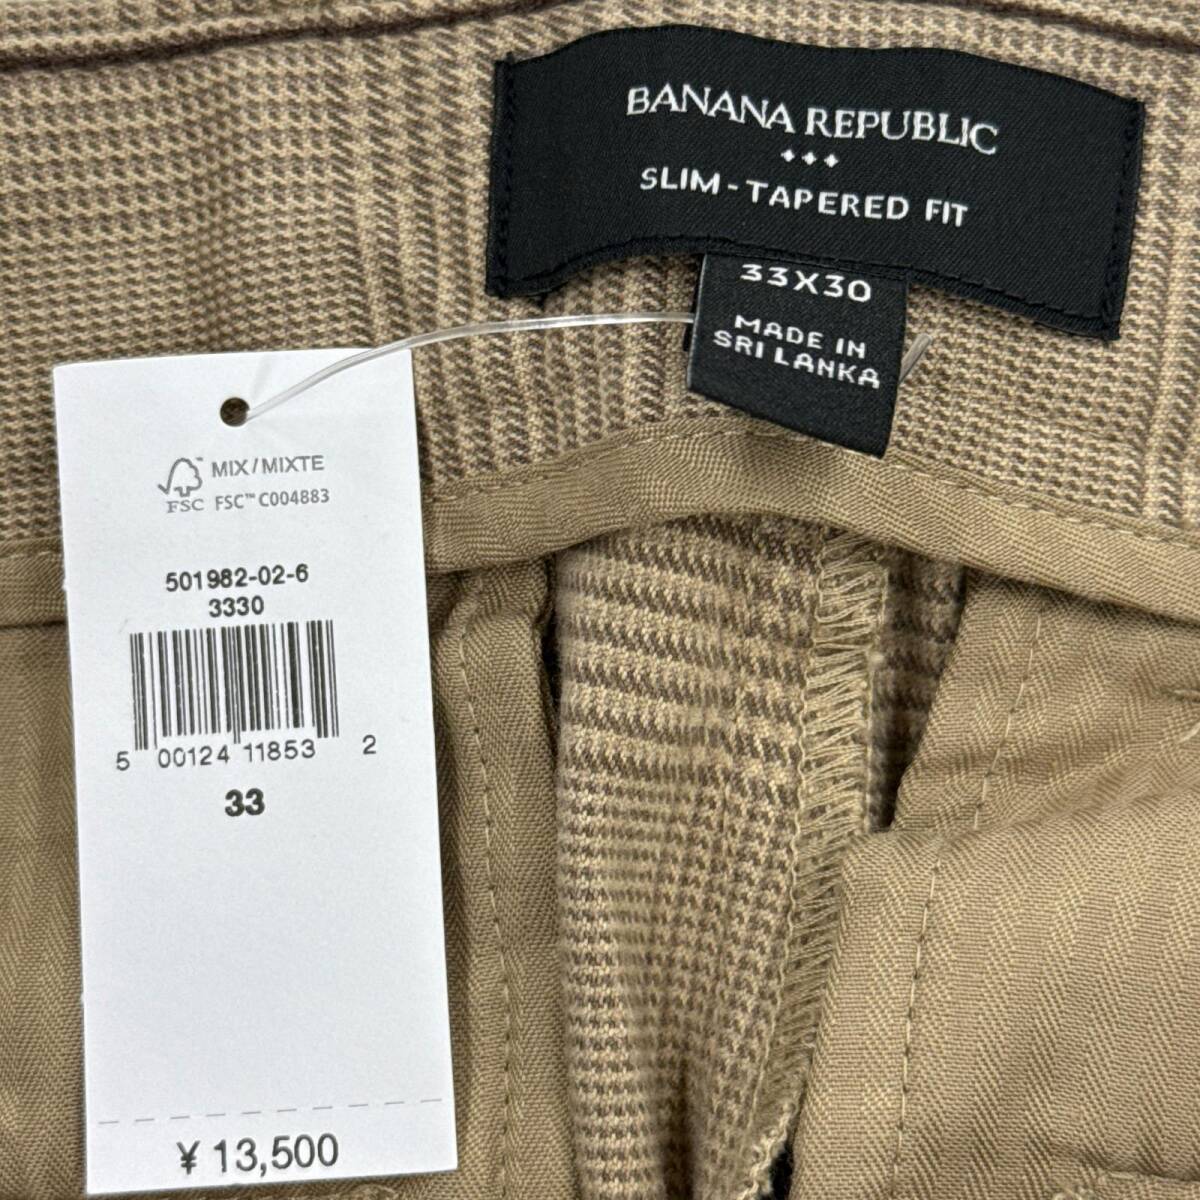 BANANA REPUBLIC
SLIM-TAPERED FIT
33X30
MADE IN
SRI LANKA
MIX/MIXTE
FSC FSC™ C004883
501982-02-6
3330
5 00124 11853 2
33
¥ 13,500